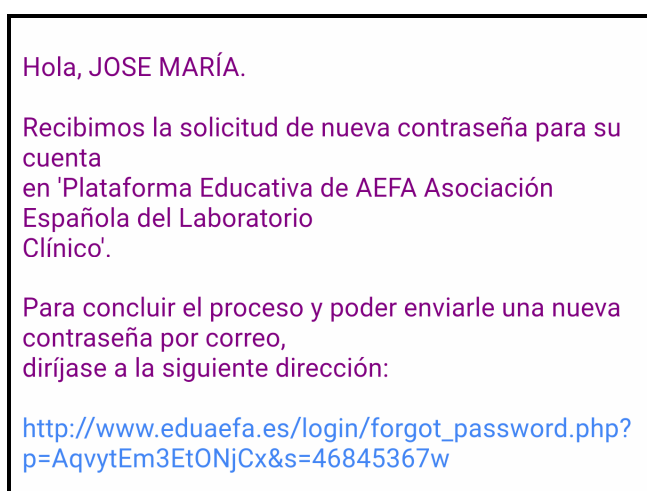 Hola, JOSE MARÍA.
Recibimos la solicitud de nueva contraseña para su
cuenta
en 'Plataforma Educativa de AEFA Asociación
Española del Laboratorio
Clínico'.
Para concluir el proceso y poder enviarle una nueva
contraseña por correo,
diríjase a la siguiente dirección:
http://www.eduaefa.es/login/forgot_password.php?
p=AqvytEm3EtONjCx&s=46845367w